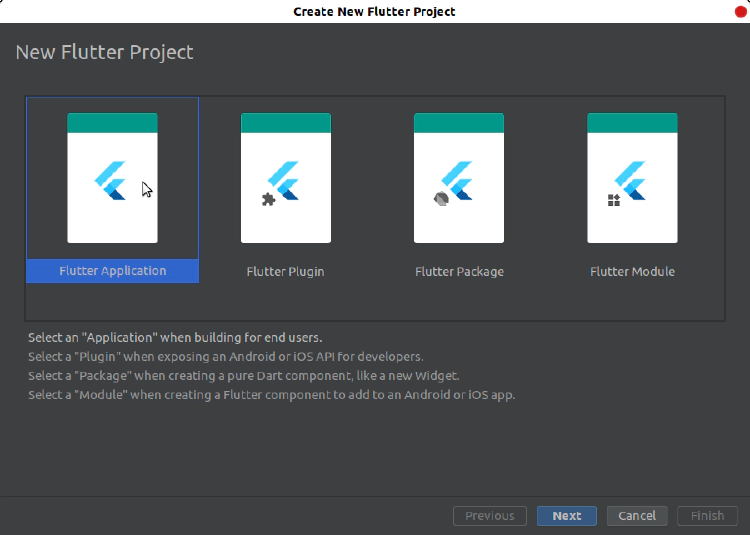 Create New Flutter Project
New Flutter Project
Flutter Application
Flutter Plugin
Flutter Package
Flutter Module
Select an "Application" when building for end users.
Select a "Plugin" when exposing an Android or iOS API for developers.
Select a "Package" when creating a pure Dart component, like a new Widget.
Select a "Module" when creating a Flutter component to add to an Android or iOS app.
Previous
Next
Cancel
Finish